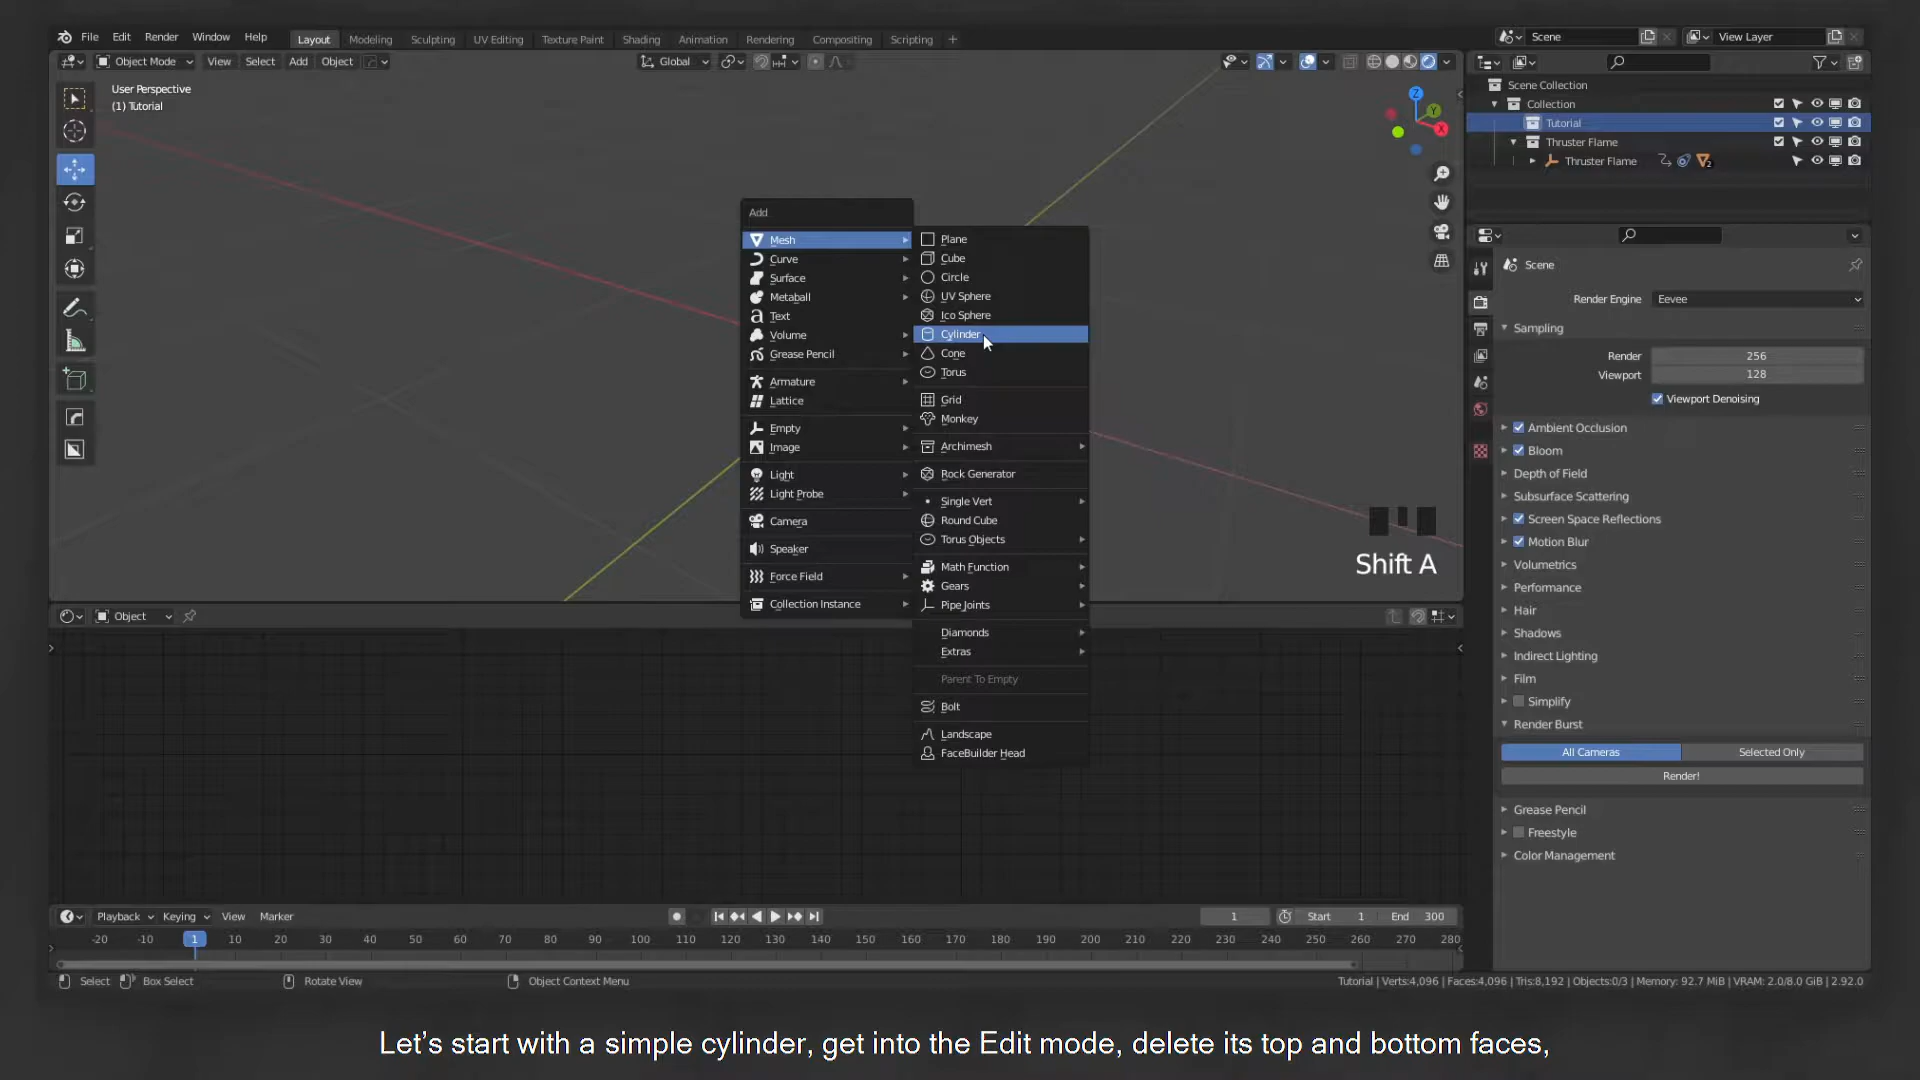 File Edit Render Window Help
Layout Modeling Sculpting UV Editing Texture Paint Shading Animation Rendering Compositing Scripting +
Scene
View Layer
Object Mode View Select Add Object
Global
User Perspective
(1) Tutorial
Z
Y
X
Scene Collection
Collection
Tutorial
Thruster Flame
Thruster Flame
2
Add
Mesh
Curve
Surface
Metaball
Text
Volume
Grease Pencil
Armature
Lattice
Empty
Image
Light
Light Probe
Camera
Speaker
Force Field
Collection Instance
Plane
Cube
Circle
UV Sphere
Ico Sphere
Cylinder
Cone
Torus
Grid
Monkey
Archimesh
Rock Generator
Single Vert
Round Cube
Torus Objects
Math Function
Gears
Pipe Joints
Diamonds
Extras
Parent To Empty
Bolt
Landscape
FaceBuilder Head
Shift A
Scene
Render Engine Eevee
Sampling
Render 256
Viewport 128
Viewport Denoising
Ambient Occlusion
Bloom
Depth of Field
Subsurface Scattering
Screen Space Reflections
Motion Blur
Volumetrics
Performance
Hair
Shadows
Indirect Lighting
Film
Simplify
Render Burst
All Cameras Selected Only
Render!
Grease Pencil
Freestyle
Color Management
Object
Playback Keying View Marker
1 Start 1 End 300
-20 -10 1 10 20 30 40 50 60 70 80 90 100 110 120 130 140 150 160 170 180 190 200 210 220 230 240 250 260 270 280
Select Box Select Rotate View Object Context Menu
Tutorial | Verts:4,096 | Faces:4,096 | Tris:8,192 | Objects:0/3 | Memory: 92.7 MiB | VRAM: 2.0/8.0 GiB | 2.92.0
Let’s start with a simple cylinder, get into the Edit mode, delete its top and bottom faces,